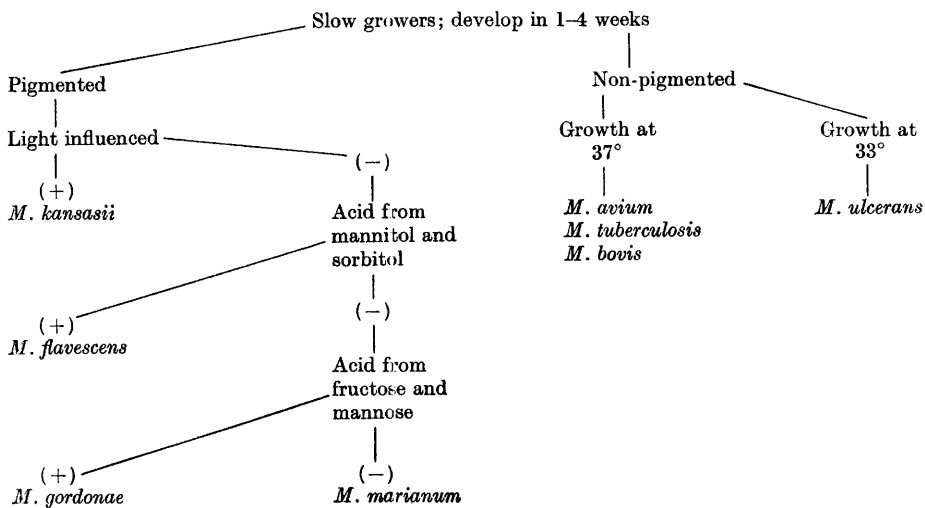 Slow growers; develop in 1–4 weeks
Pigmented
Non-pigmented
Light influenced
Growth at
37°
Growth at
33°
(+)
M. kansasii
(−)
M. avium
M. tuberculosis
M. bovis
M. ulcerans
Acid from
mannitol and
sorbitol
(+)
M. flavescens
(−)
Acid from
fructose and
mannose
(+)
M. gordonae
(−)
M. marianum